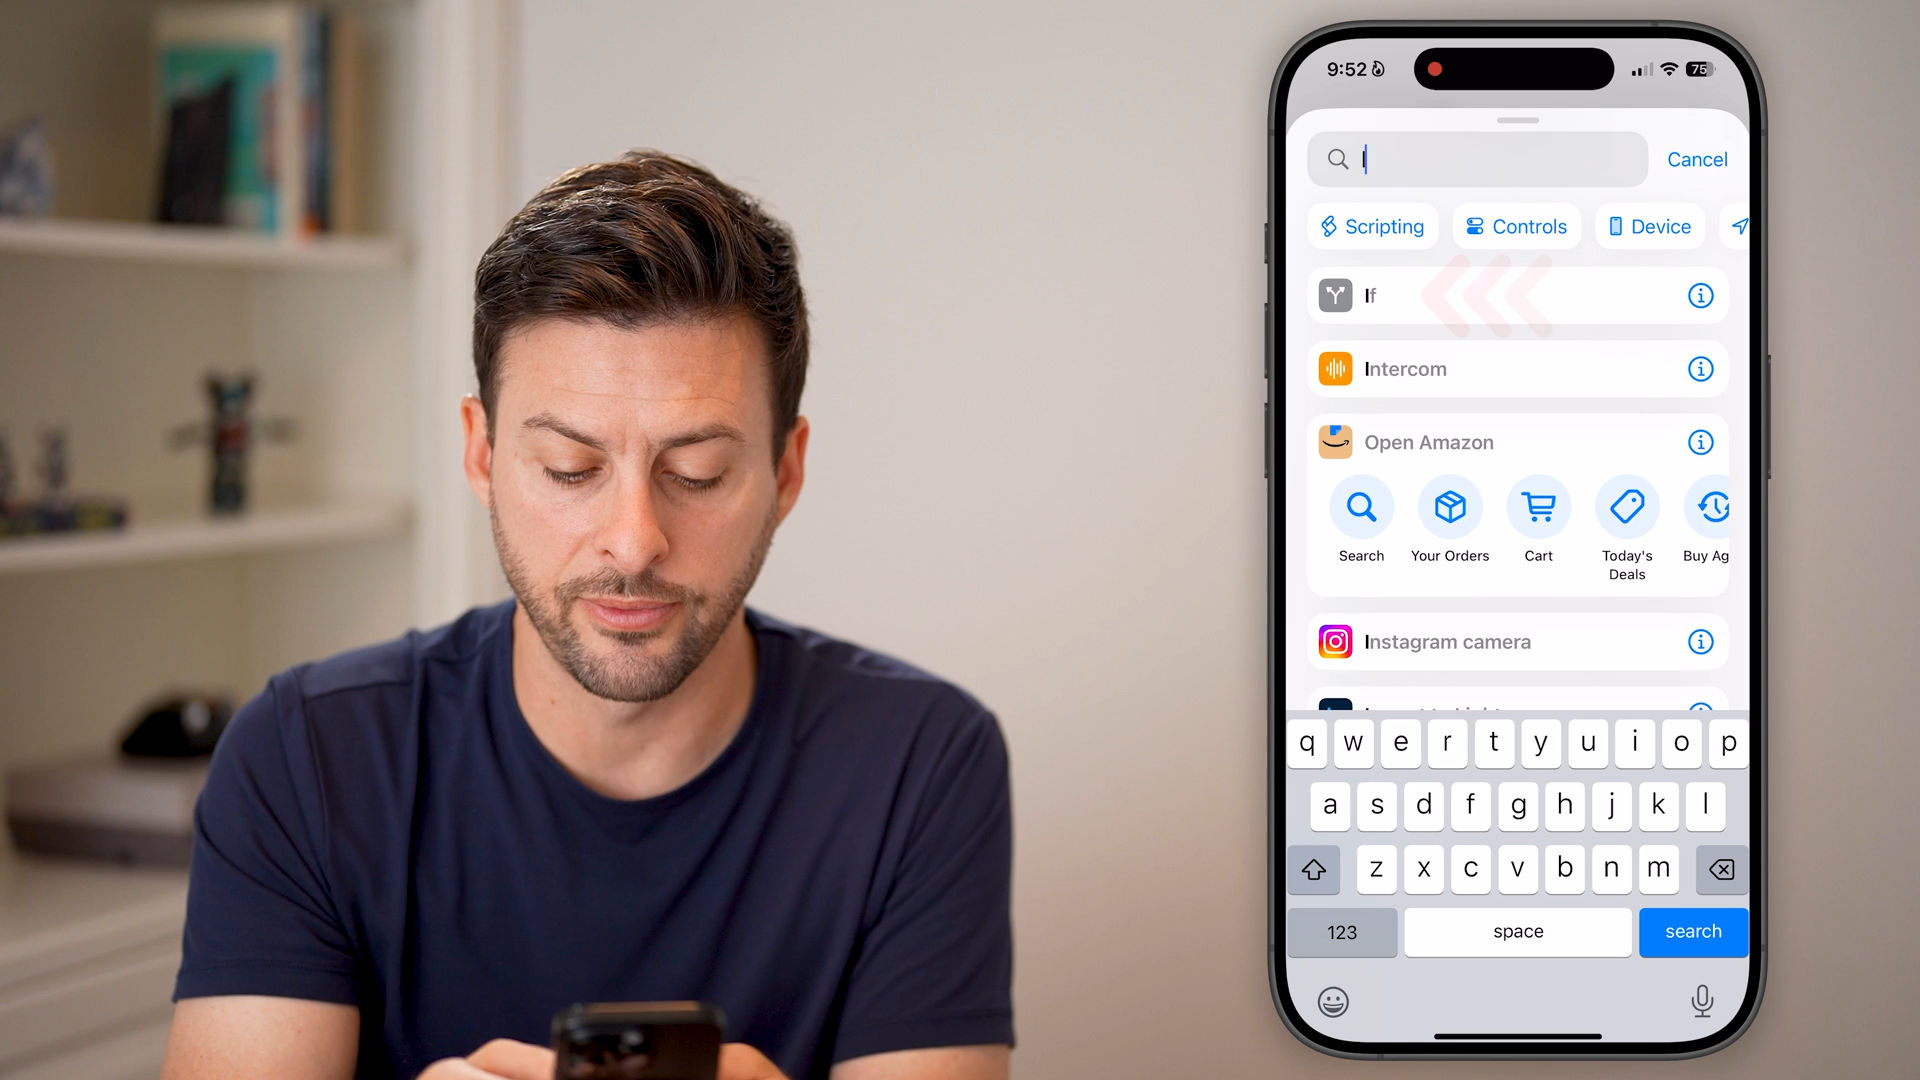 9:52
75
I
Cancel
Scripting
Controls
Device
If
Intercom
Open Amazon
Search
Your Orders
Cart
Today's
Deals
Buy Ag
Instagram camera
q w e r t y u i o p
a s d f g h j k l
z x c v b n m
123
space
search